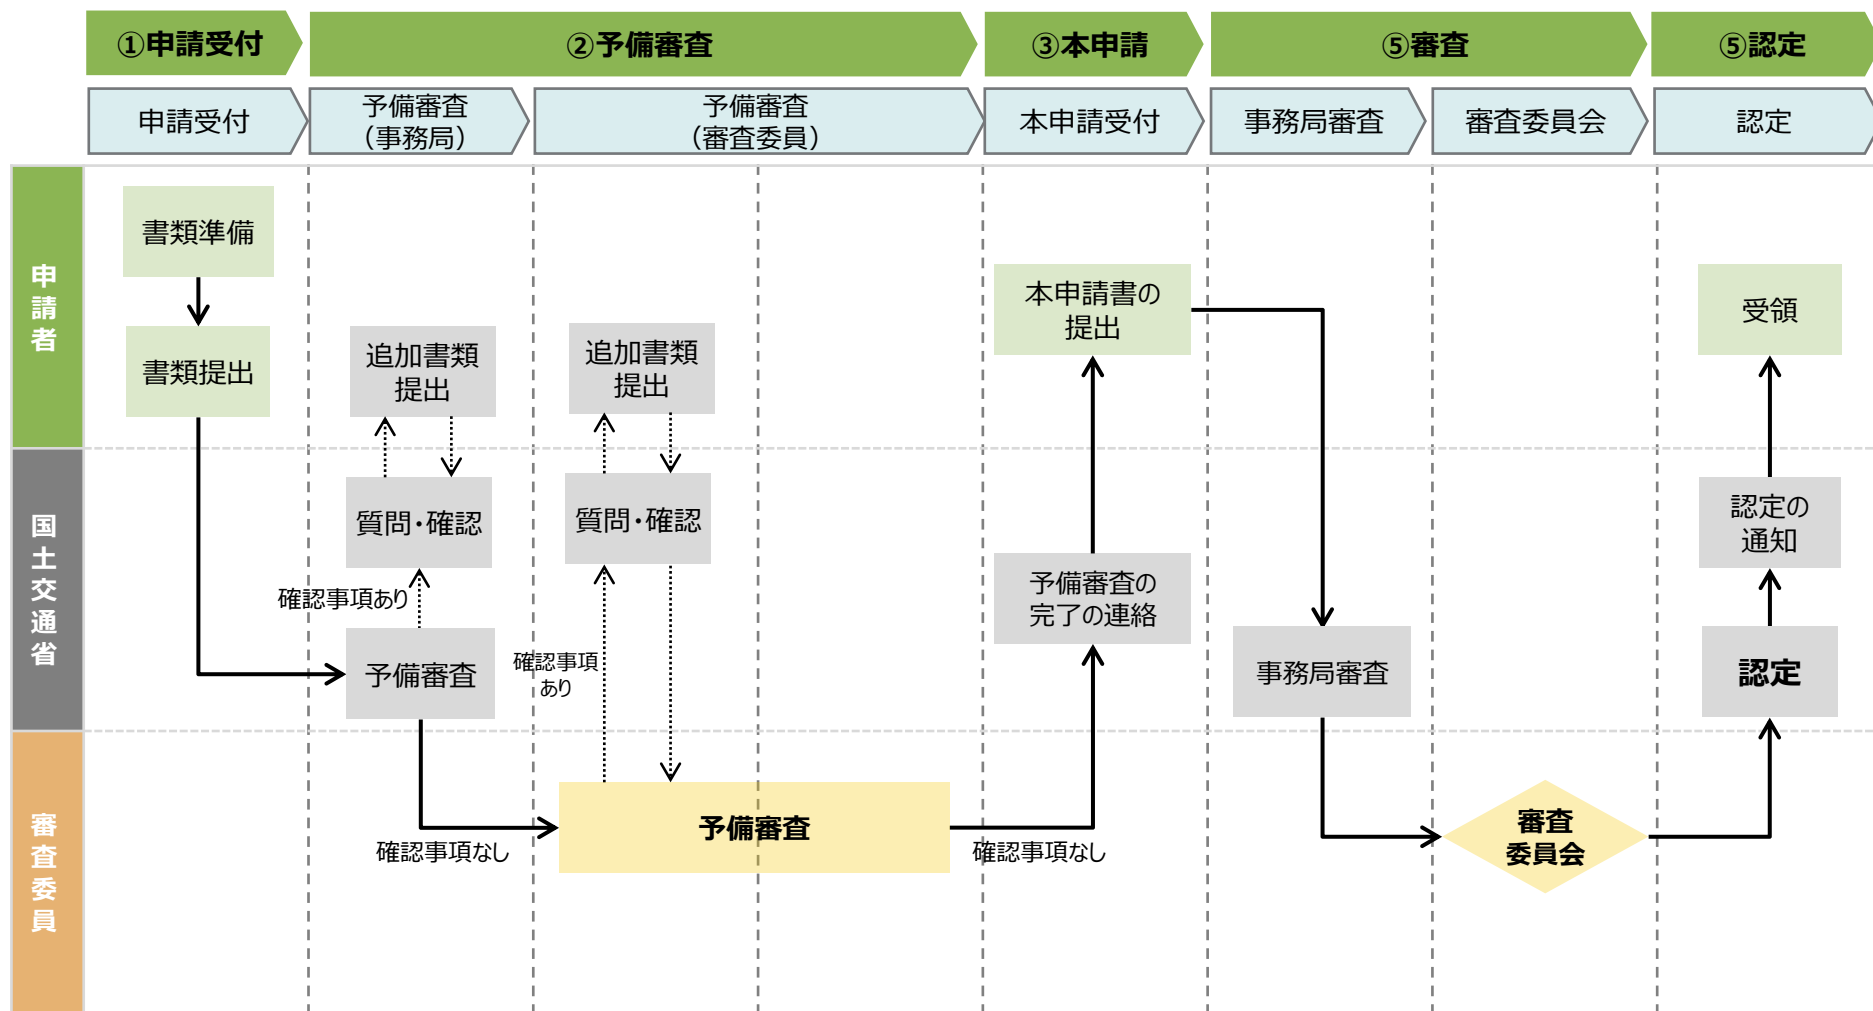 ①申請受付
②予備審査
③本申請
⑤審査
⑤認定
申請受付
予備審査
（事務局）
予備審査
（審査委員）
本申請受付
事務局審査
審査委員会
認定
申請者
書類準備
書類提出
追加書類
提出
追加書類
提出
本申請書の
提出
受領
国土交通省
質問・確認
質問・確認
認定の
通知
確認事項あり
予備審査の
完了の連絡
予備審査
確認事項
あり
事務局審査
認定
審査委員
予備審査
確認事項なし
確認事項なし
審査
委員会